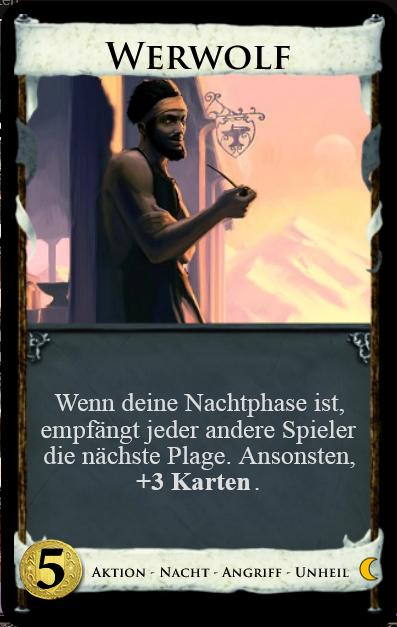 WERWOLF
Wenn deine Nachtphase ist,
empfängt jeder andere Spieler
die nächste Plage. Ansonsten,
+3 Karten.
5 AKTION - NACHT - ANGRIFF - UNHEIL